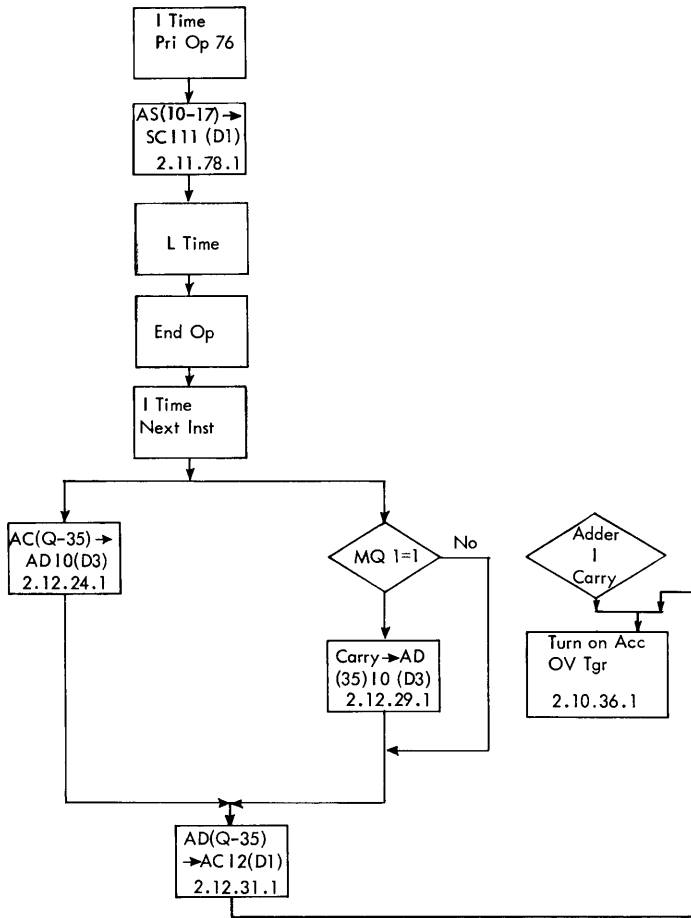 I Time
Pri Op 76
AS(10-17)→
SCI11 (D1)
2.11.78.1
L Time
End Op
I Time
Next Inst
AC(Q-35)→
AD10(D3)
2.12.24.1
MQ 1=1
No
Carry→AD
(35)10 (D3)
2.12.29.1
Adder
1
Carry
Turn on Acc
OV Tgr
2.10.36.1
AD(Q-35)
→AC12(D1)
2.12.31.1